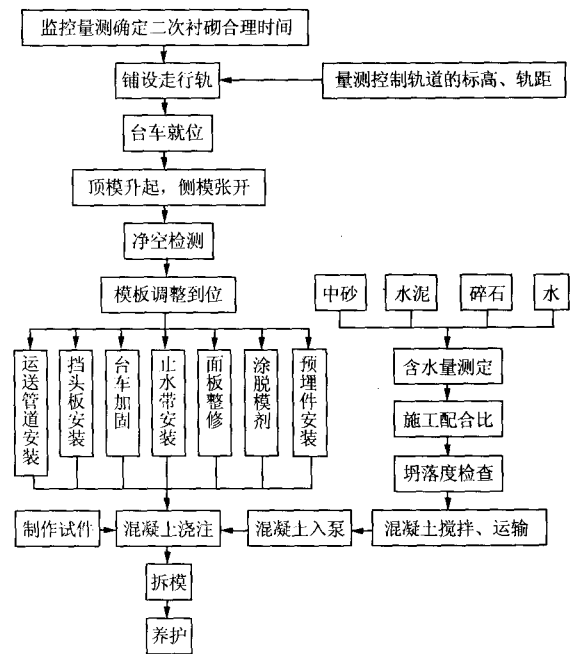 监控量测确定二次衬砌合理时间
铺设走行轨
量测控制轨道的标高、轨距
台车就位
顶模升起，侧模张开
净空检测
模板调整到位
中砂
水泥
碎石
水
运送管道安装
挡头板安装
台车加固
止水带安装
面板整修
涂脱模剂
预埋件安装
含水量测定
施工配合比
坍落度检查
制作试件
混凝土浇注
混凝土入泵
混凝土搅拌、运输
拆模
养护